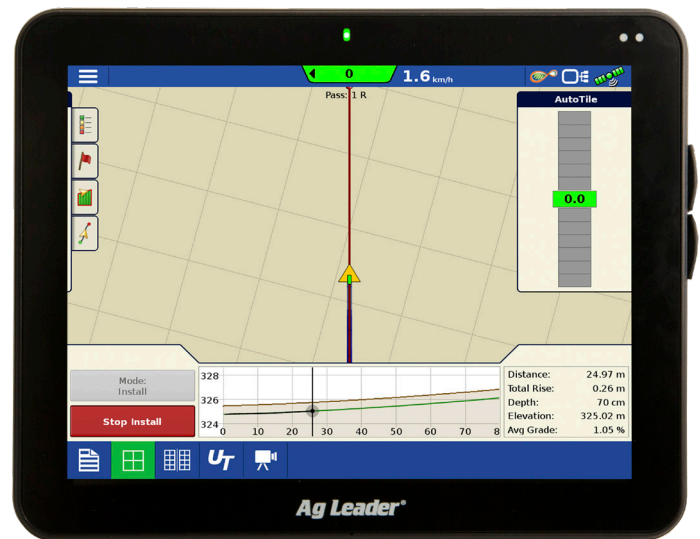 0
1.6 km/h
Pass: 1 R
AutoTile
0.0
Mode:
Install
Stop Install
328
326
324
0 10 20 30 40 50 60 70 8
Distance: 24.97 m
Total Rise: 0.26 m
Depth: 70 cm
Elevation: 325.02 m
Avg Grade: 1.05 %
UT
Ag Leader®